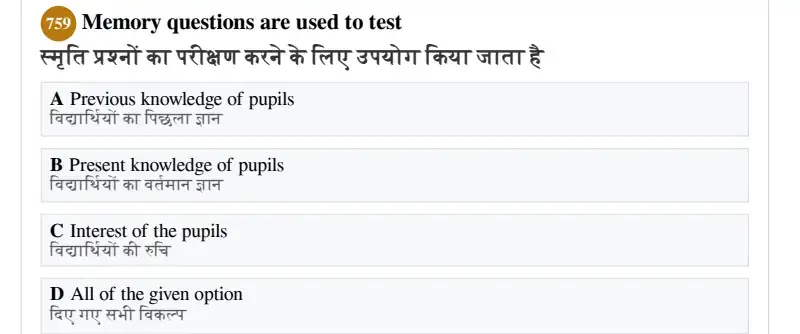 759 Memory questions are used to test
स्मृति प्रश्नों का परीक्षण करने के लिए उपयोग किया जाता है
A Previous knowledge of pupils
विद्यार्थियों का पिछला ज्ञान
B Present knowledge of pupils
विद्यार्थियों का वर्तमान ज्ञान
C Interest of the pupils
विद्यार्थियों की रुचि
D All of the given option
दिए गए सभी विकल्प